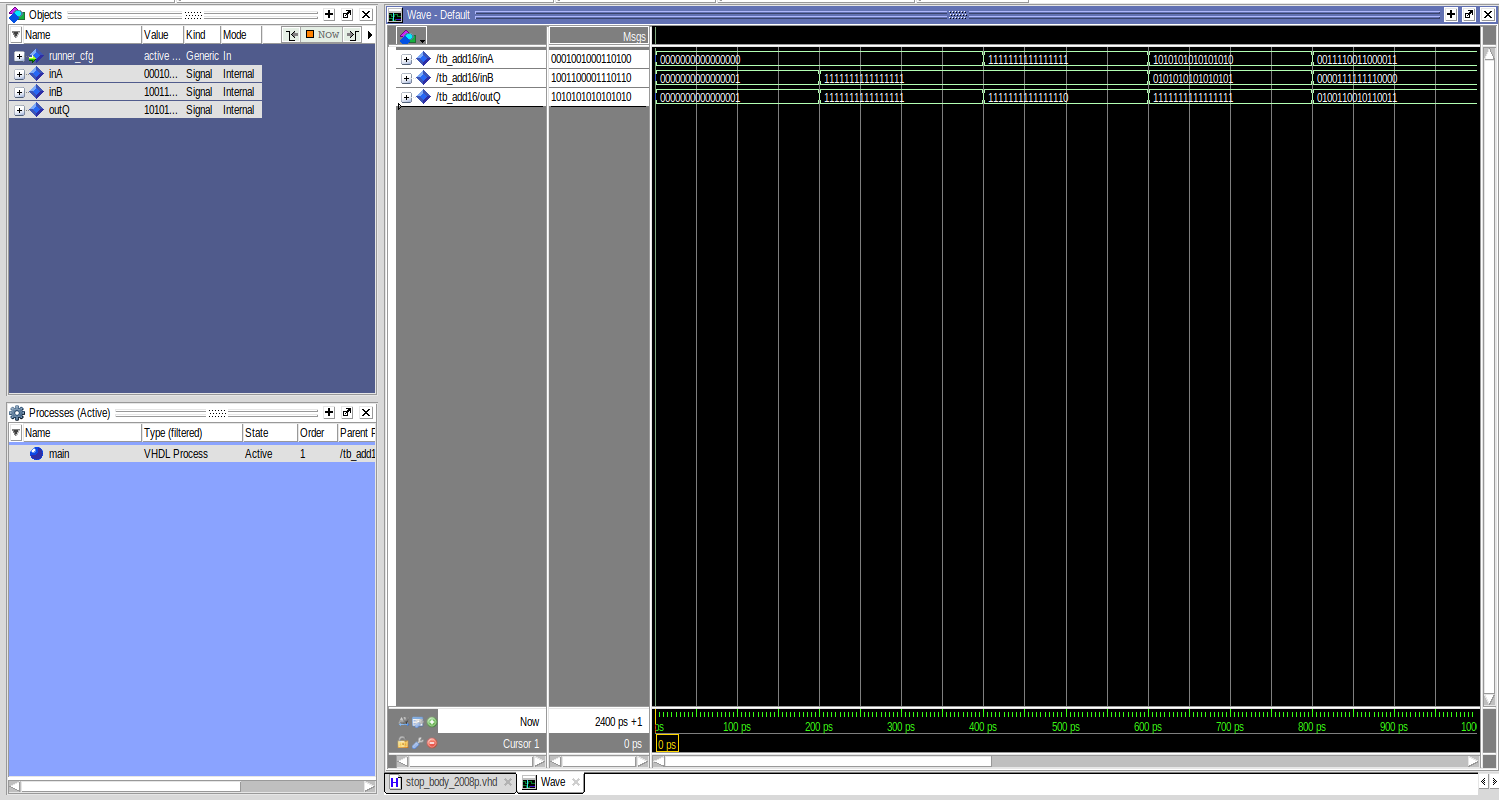 Objects
Name Value Kind Mode Now
runner_cfg active ... Generic In
inA 00010... Signal Internal
inB 10011... Signal Internal
outQ 10101... Signal Internal
Processes (Active)
Name Type (filtered) State Order Parent P
main VHDL Process Active 1 /tb_add1
Wave - Default
Msgs
/tb_add16/inA 0001001000110100 0000000000000000 1111111111111111 1010101010101010 0011110011000011
/tb_add16/inB 1001100001110110 0000000000000001 1111111111111111 0101010101010101 0000111111110000
/tb_add16/outQ 1010101010101010 0000000000000001 1111111111111111 1111111111111110 1111111111111111 0100110010110011
Now 2400 ps +1 ps 100 ps 200 ps 300 ps 400 ps 500 ps 600 ps 700 ps 800 ps 900 ps 100
Cursor 1 0 ps 0 ps
H stop_body_2008p.vhd Wave